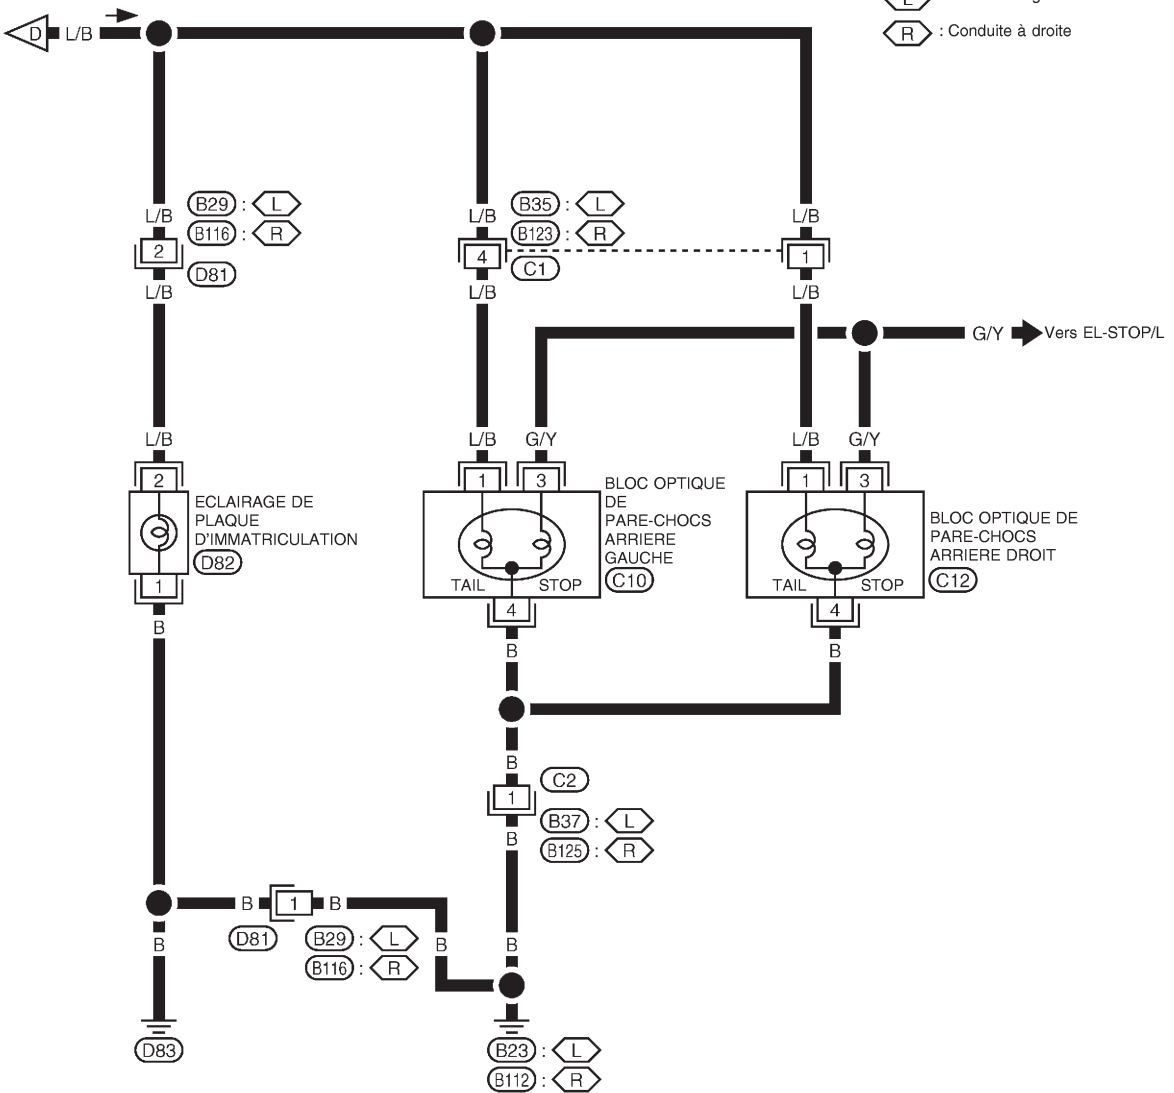 : Conduite à droite
R
D
L/B
B29 : L
B116 : R
L/B
2
D81
L/B
B35 : L
B123 : R
L/B
4
C1
L/B
L/B
1
L/B
G/Y
Vers EL-STOP/L
L/B
L/B
G/Y
L/B
G/Y
2
1
3
1
3
ECLAIRAGE DE
PLAQUE
D'IMMATRICULATION
D82
1
BLOC OPTIQUE
DE
PARE-CHOCS
ARRIERE
GAUCHE
C10
TAIL
STOP
4
BLOC OPTIQUE DE
PARE-CHOCS
ARRIERE DROIT
C12
TAIL
STOP
4
B
B
B
B
C2
1
B37 : L
B125 : R
B
B
1
B
D81
B29 : L
B116 : R
B
B
B
D83
B23 : L
B112 : R